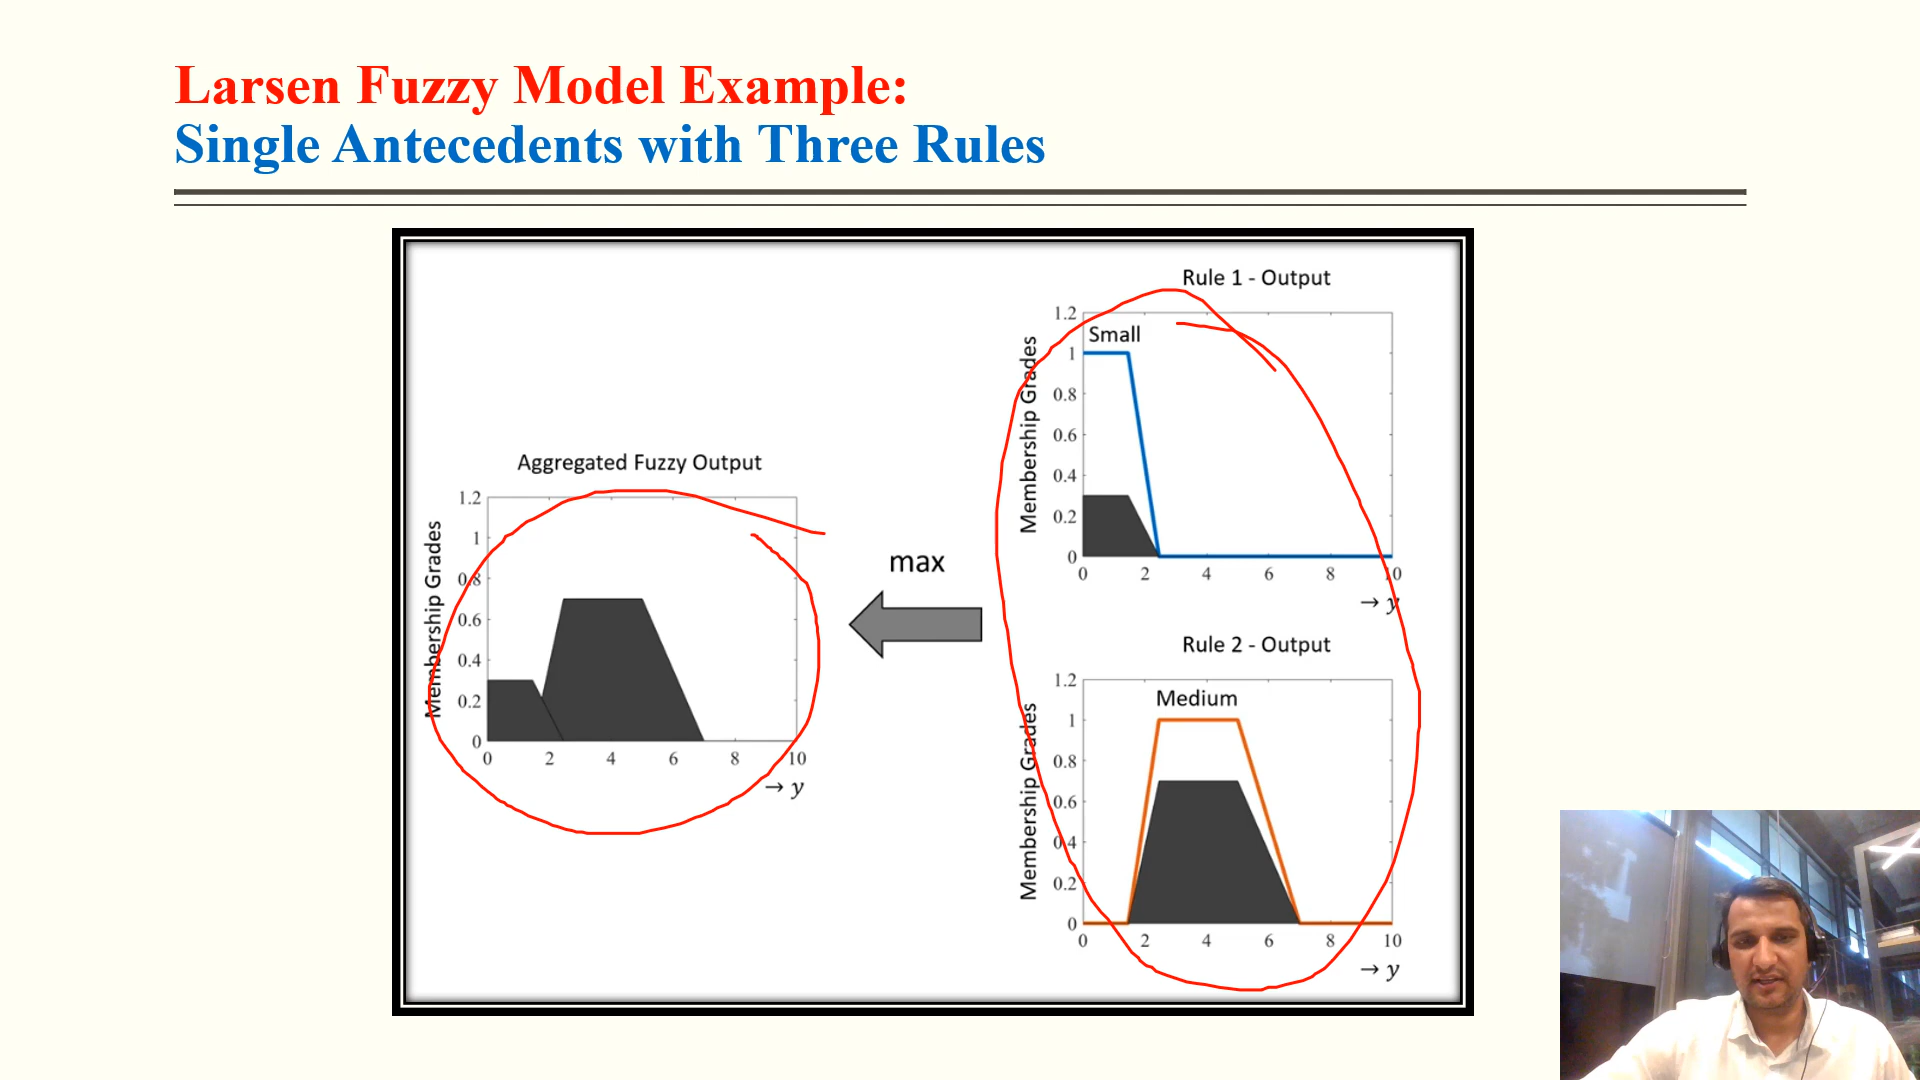 Larsen Fuzzy Model Example:
Single Antecedents with Three Rules
Aggregated Fuzzy Output
Membership Grades
1.2
1
0.8
0.6
0.4
0.2
0
0 2 4 6 8 10
→ y
max
Rule 1 - Output
Small
Membership Grades
1.2
1
0.8
0.6
0.4
0.2
0
0 2 4 6 8 10
→ y
Rule 2 - Output
Medium
Membership Grades
1.2
1
0.8
0.6
0.4
0.2
0
0 2 4 6 8 10
→ y